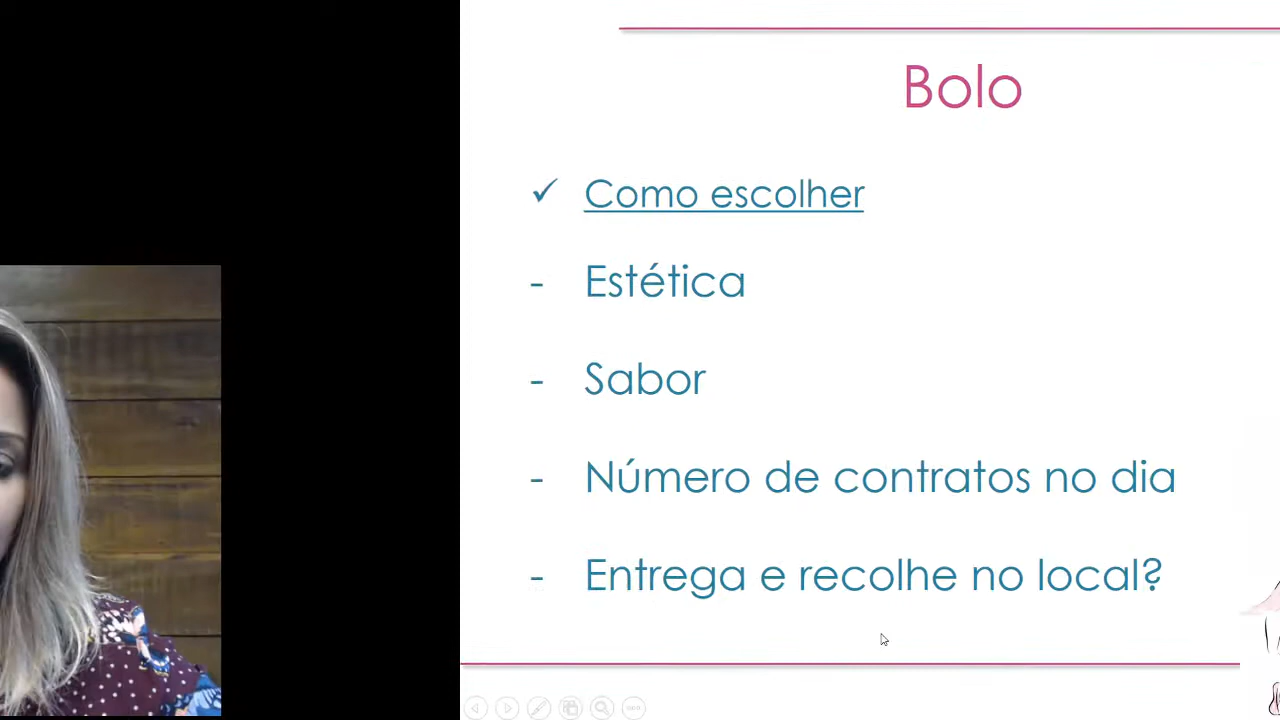 Bolo
✓ Como escolher
- Estética
- Sabor
- Número de contratos no dia
- Entrega e recolhe no local?